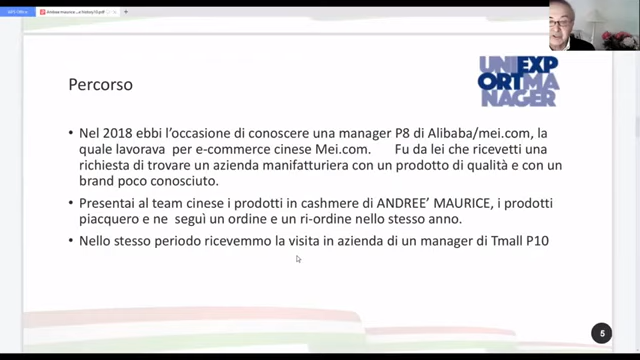 Percorso
UNIEXP
ORTMA
NAGER
• Nel 2018 ebbi l'occasione di conoscere una manager P8 di Alibaba/mei.com, la
quale lavorava per e-commerce cinese Mei.com. Fu da lei che ricevetti una
richiesta di trovare un azienda manifatturiera con un prodotto di qualità e con un
brand poco conosciuto.
• Presentai al team cinese i prodotti in cashmere di ANDREE' MAURICE, i prodotti
piacquero e ne seguì un ordine e un ri-ordine nello stesso anno.
• Nello stesso periodo ricevemmo la visita in azienda di un manager di Tmall P10
5